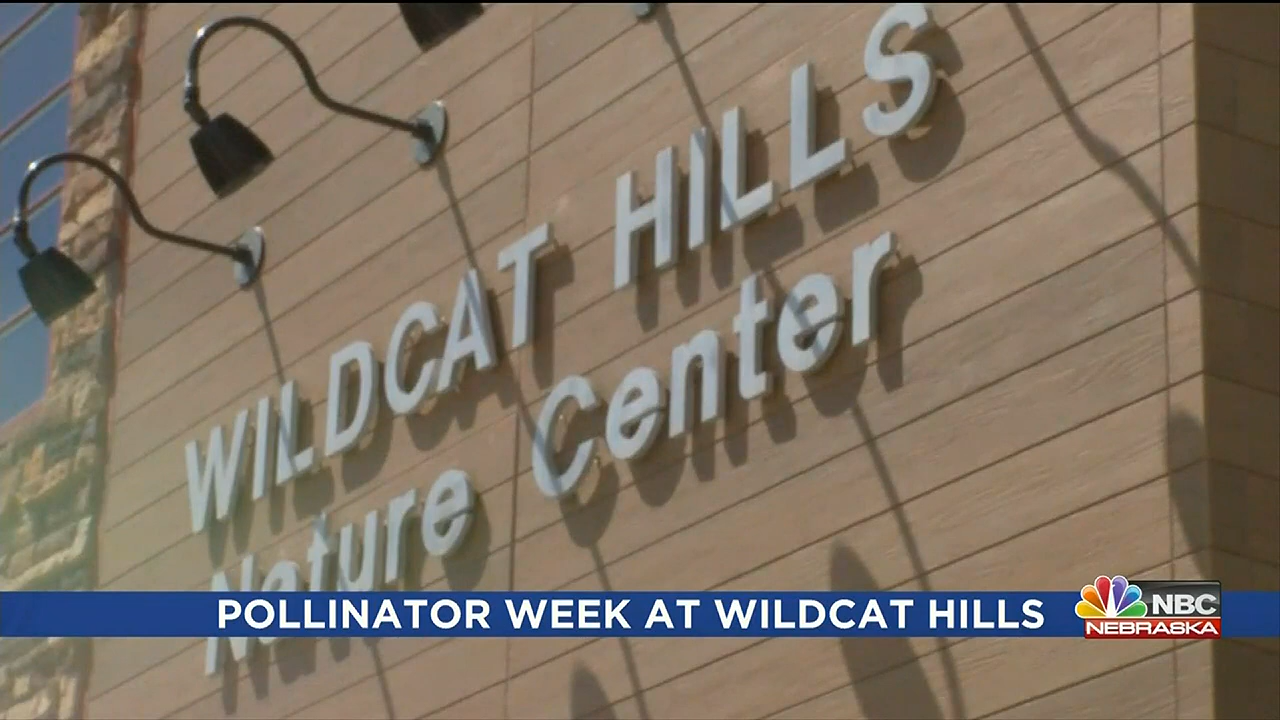 WILDCAT HILLS
Nature Center
POLLINATOR WEEK AT WILDCAT HILLS
NBC
NEBRASKA